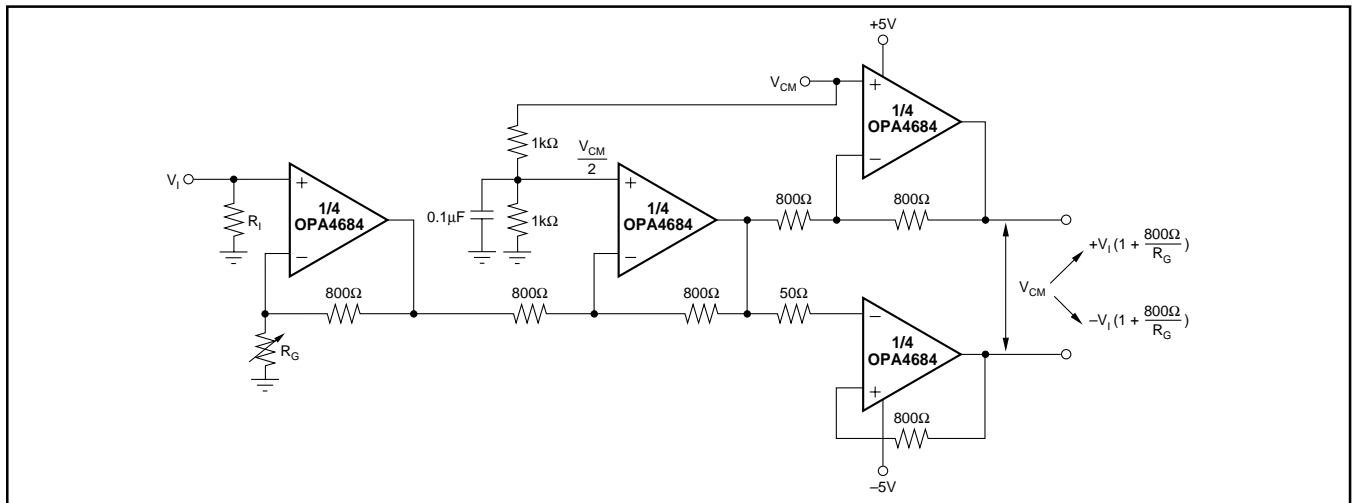 +5V
V_CM
+
1/4
OPA4684
−
1kΩ
V_CM/2
V_I
+
1/4
OPA4684
−
R_I
0.1µF
1kΩ
+
1/4
OPA4684
−
800Ω
800Ω
+V_I (1 + 800Ω/R_G)
V_CM
−V_I (1 + 800Ω/R_G)
800Ω
800Ω
800Ω
50Ω
−
1/4
OPA4684
+
R_G
800Ω
−5V